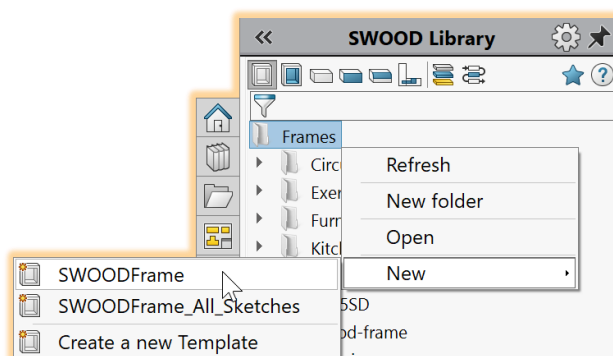 SWOOD Library
Frames
Refresh
New folder
Open
New
SWOODFrame
SWOODFrame_All_Sketches
Create a new Template